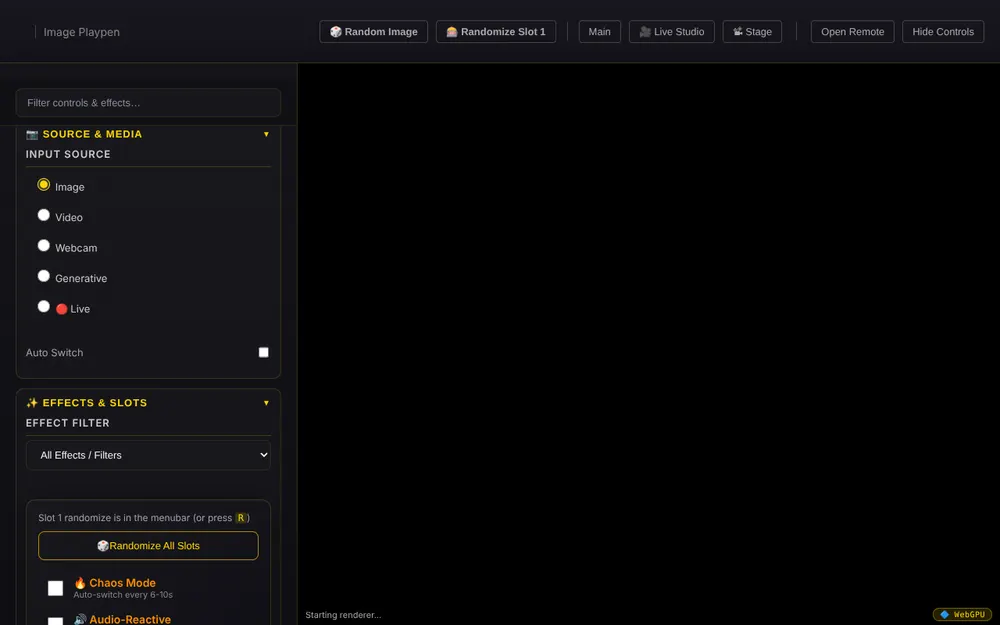 Image Playpen
🎲 Random Image
🎰 Randomize Slot 1
Main
🎥 Live Studio
📽 Stage
Open Remote
Hide Controls
Filter controls & effects…
📷 SOURCE & MEDIA ▼
INPUT SOURCE
Image
Video
Webcam
Generative
🔴 Live
Auto Switch
✨ EFFECTS & SLOTS ▼
EFFECT FILTER
All Effects / Filters
Slot 1 randomize is in the menubar (or press R )
🎲Randomize All Slots
🔥 Chaos Mode
Auto-switch every 6-10s
🔊 Audio-Reactive
Starting renderer...
🔷 WebGPU